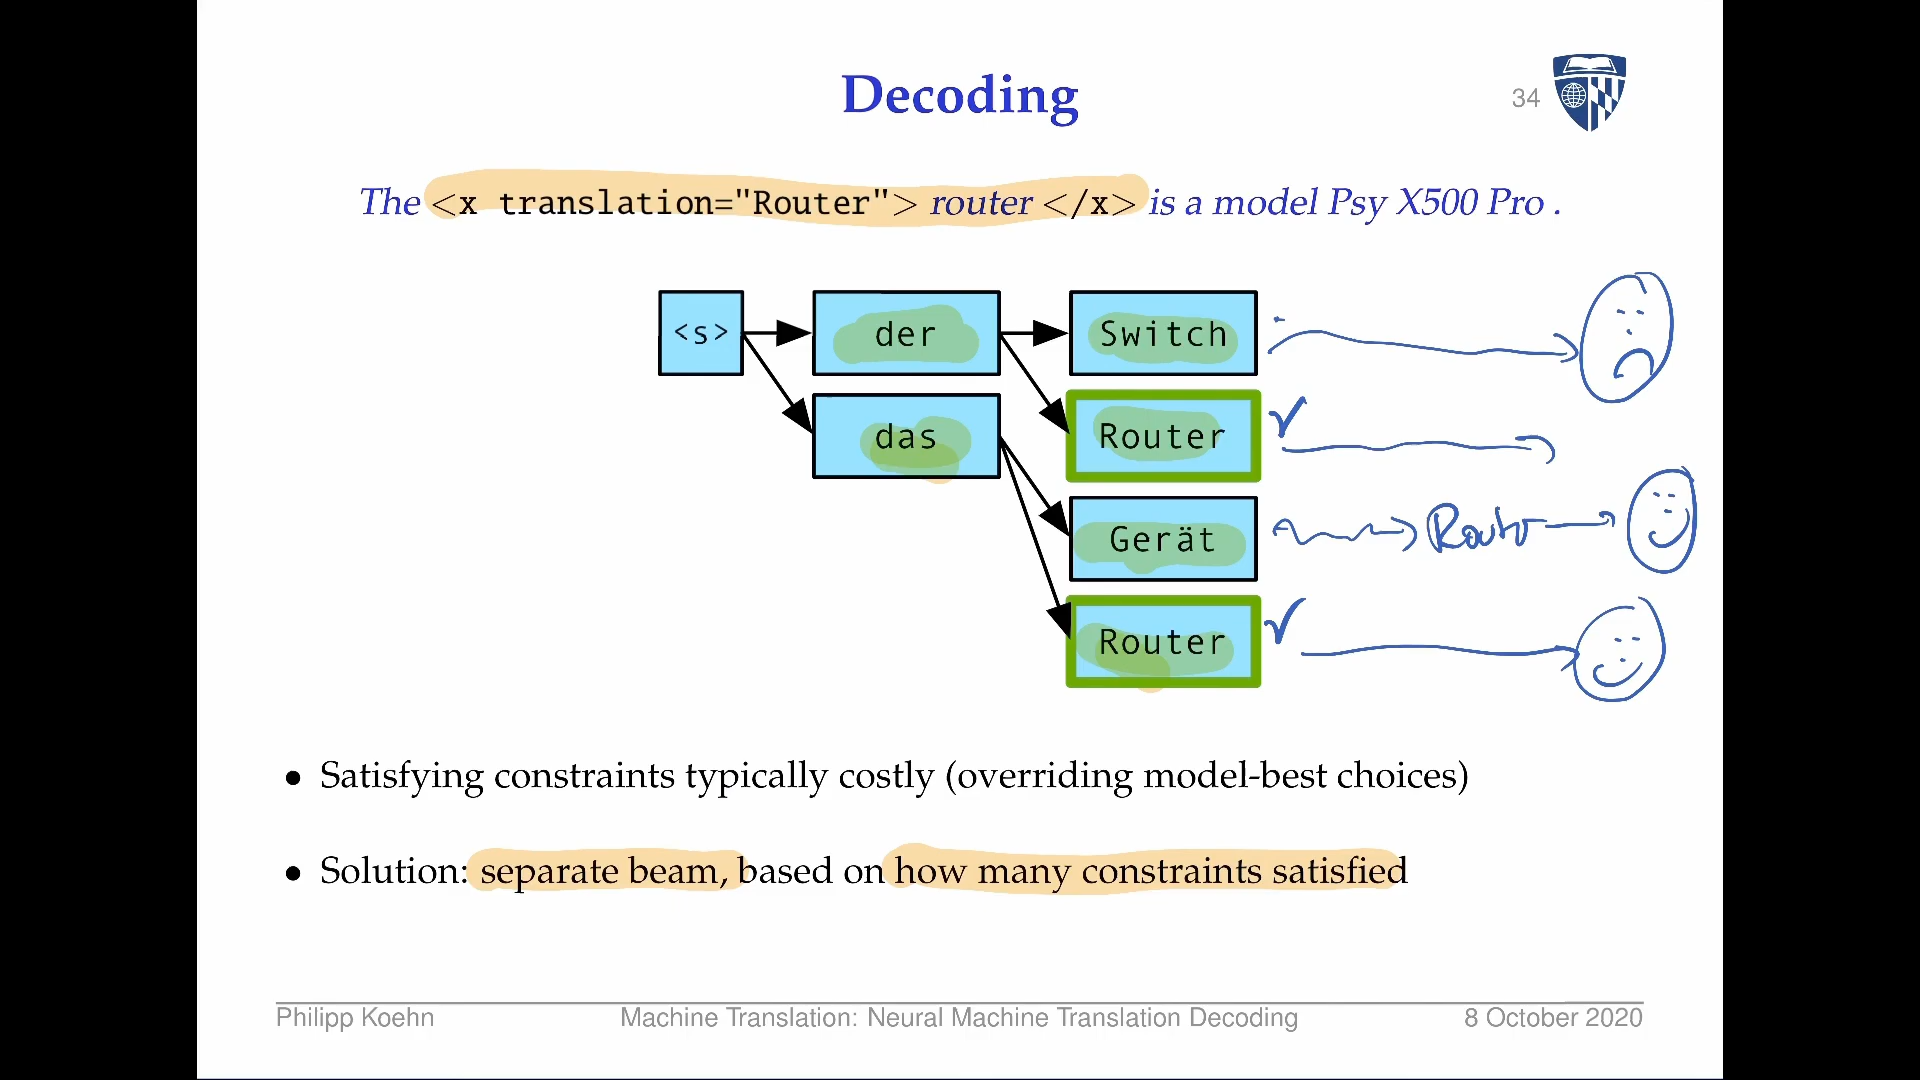 Decoding
34
The <x translation="Router"> router </x> is a model Psy X500 Pro .
<s> der Switch
das Router
Gerät Router
Router
• Satisfying constraints typically costly (overriding model-best choices)
• Solution: separate beam, based on how many constraints satisfied
Philipp Koehn Machine Translation: Neural Machine Translation Decoding 8 October 2020